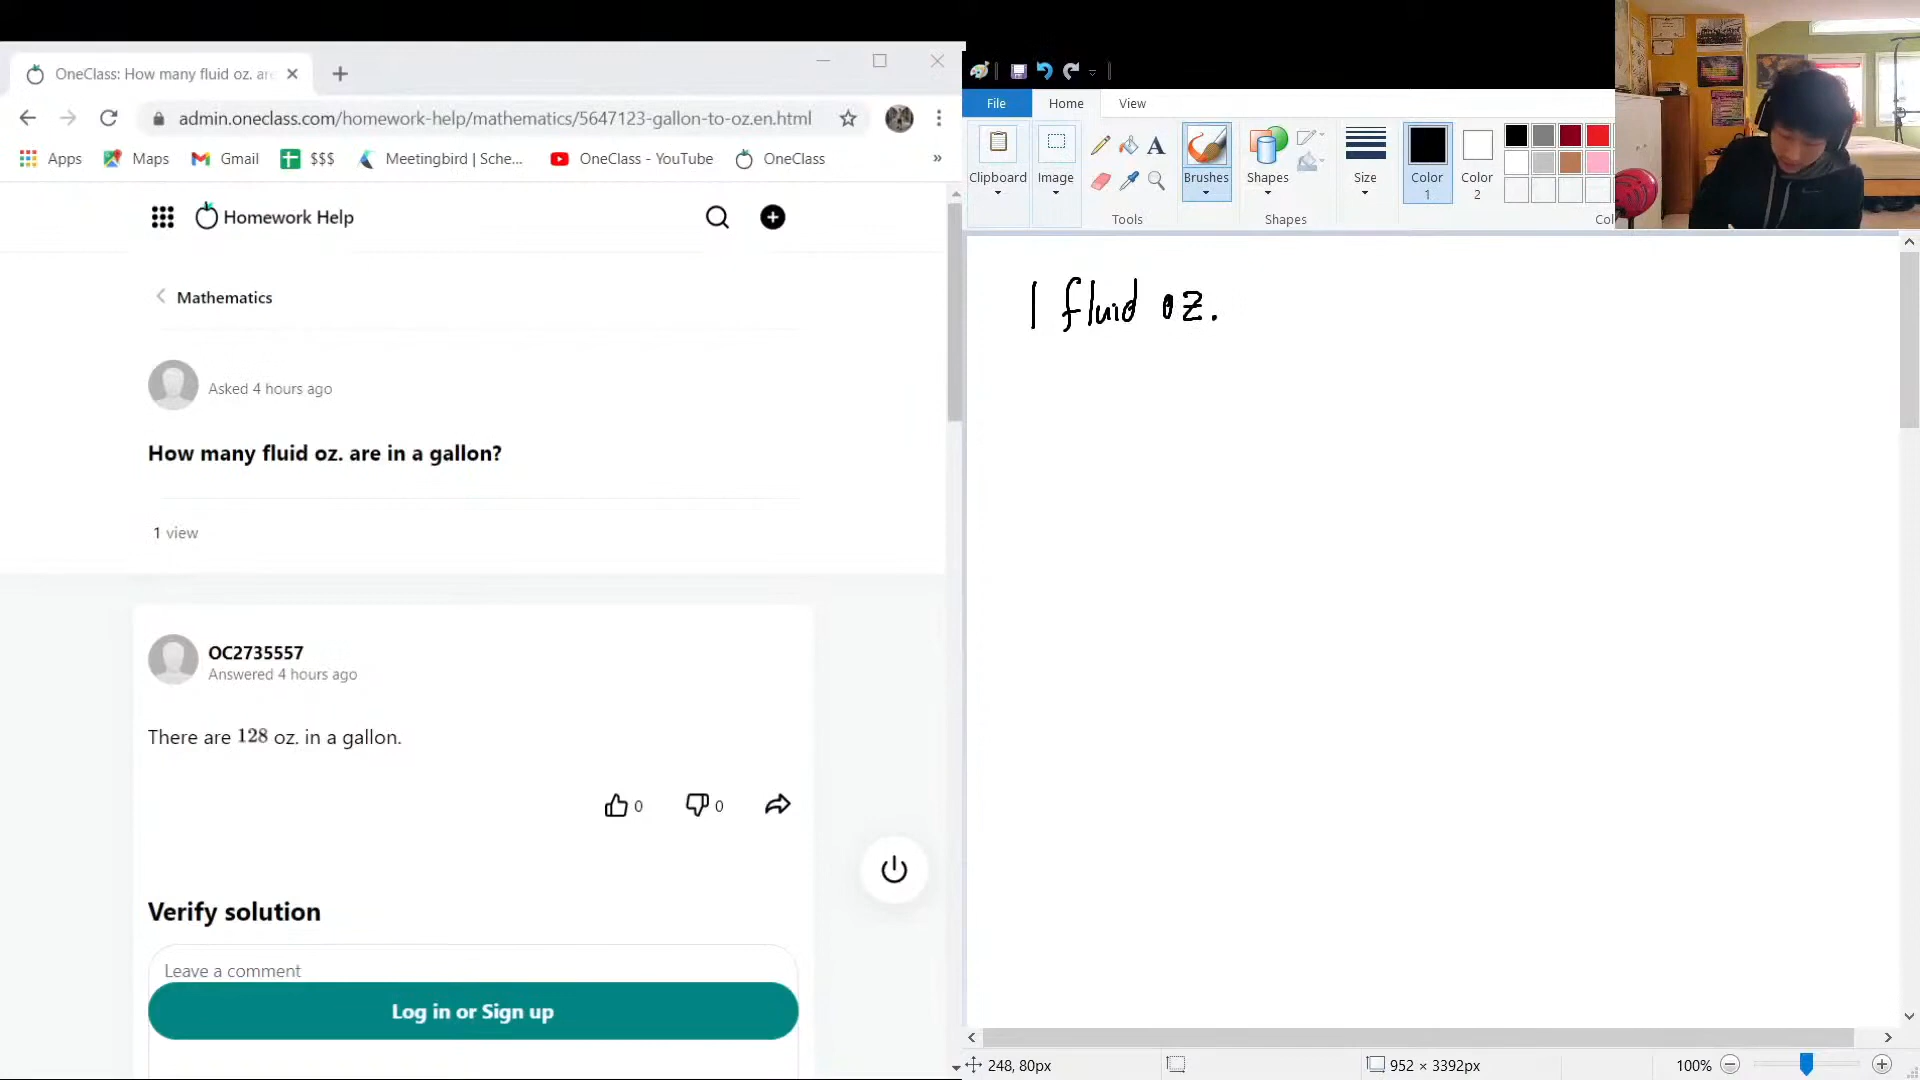 OneClass: How many fluid oz. are
admin.oneclass.com/homework-help/mathematics/5647123-gallon-to-oz.en.html
Apps Maps Gmail $$$ Meetingbird | Sche... OneClass - YouTube OneClass »
Homework Help
Mathematics
Asked 4 hours ago
How many fluid oz. are in a gallon?
1 view
OC2735557
Answered 4 hours ago
There are 128 oz. in a gallon.
0 0
Verify solution
Leave a comment
Log in or Sign up
File Home View
Clipboard Image Brushes Shapes Size Color 1 Color 2
Tools Shapes
1 fluid oz.
248, 80px 952 × 3392px 100%